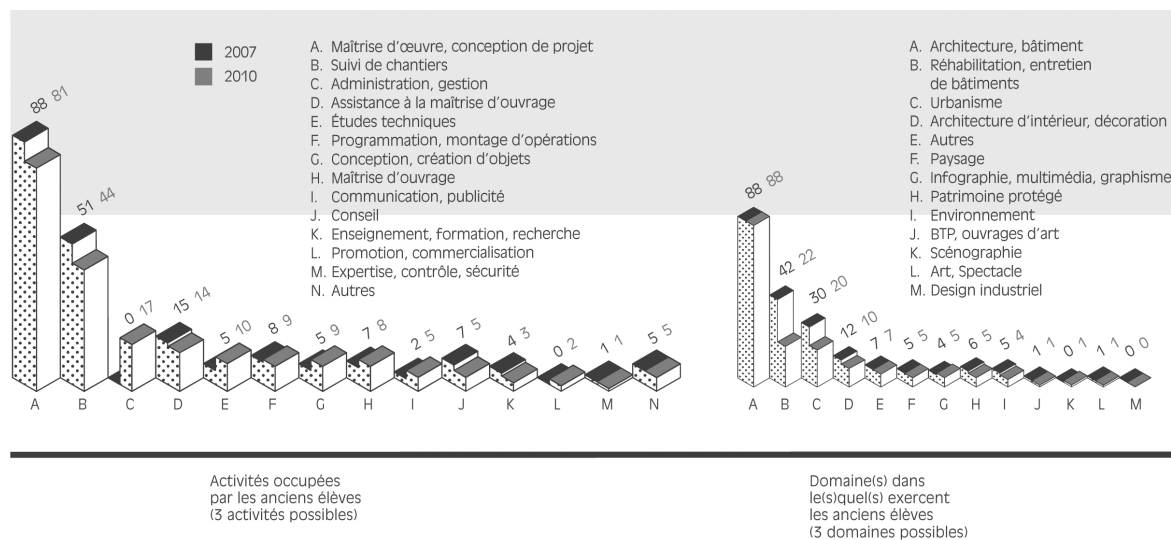 2007
2010
A. Maîtrise d'œuvre, conception de projet
B. Suivi de chantiers
C. Administration, gestion
D. Assistance à la maîtrise d'ouvrage
E. Études techniques
F. Programmation, montage d'opérations
G. Conception, création d'objets
H. Maîtrise d'ouvrage
I. Communication, publicité
J. Conseil
K. Enseignement, formation, recherche
L. Promotion, commercialisation
M. Expertise, contrôle, sécurité
N. Autres
88 81
51 44
0 17
15 14
5 10
8 9
5 9
7 8
2 5
7 5
4 3
0 2
1 1
5 5
A B C D E F G H I J K L M N
Activités occupées
par les anciens élèves
(3 activités possibles)
A. Architecture, bâtiment
B. Réhabilitation, entretien
de bâtiments
C. Urbanisme
D. Architecture d'intérieur, décoration
E. Autres
F. Paysage
G. Infographie, multimédia, graphisme
H. Patrimoine protégé
I. Environnement
J. BTP, ouvrages d'art
K. Scénographie
L. Art, Spectacle
M. Design industriel
88 88
42 22
30 20
12 10
7 7
5 5
4 5
6 5
5 4
1 1
0 1
1 1
0 0
A B C D E F G H I J K L M
Domaine(s) dans
le(s)quel(s) exercent
les anciens élèves
(3 domaines possibles)